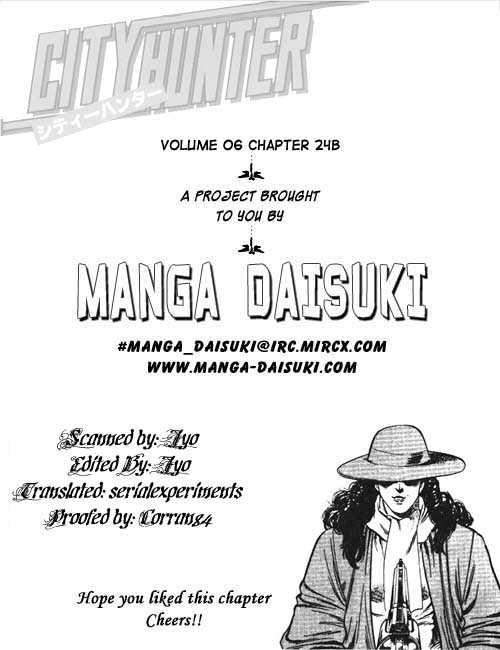 CITY HUNTER
シティーハンター
VOLUME 06 CHAPTER 24B
A PROJECT BROUGHT
TO YOU BY
MANGA DAISUKI
#MANGA_DAISUKI@IRC.MIRCX.COM
WWW.MANGA-DAISUKI.COM
Scanned by: Iyo
Edited By: Iyo
Translated: serialexperiments
Proofed by: Corran84
Hope you liked this chapter
Cheers!!